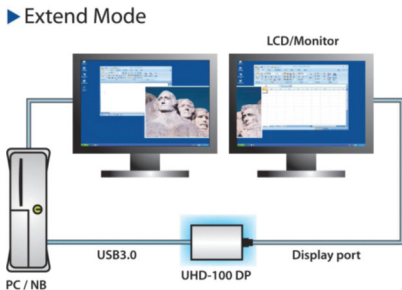 ▶ Extend Mode
LCD/Monitor
USB3.0
UHD-100 DP
Display port
PC / NB